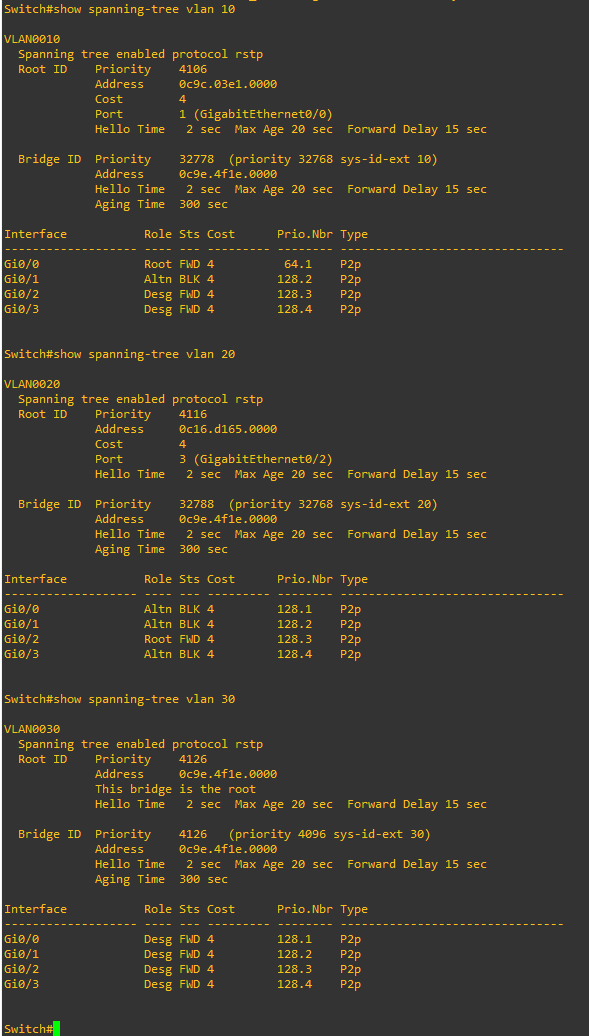 Switch#show spanning-tree vlan 10

VLAN0010
  Spanning tree enabled protocol rstp
  Root ID    Priority    4106
             Address     0c9c.03e1.0000
             Cost        4
             Port        1 (GigabitEthernet0/0)
             Hello Time   2 sec  Max Age 20 sec  Forward Delay 15 sec

  Bridge ID  Priority    32778  (priority 32768 sys-id-ext 10)
             Address     0c9e.4f1e.0000
             Hello Time   2 sec  Max Age 20 sec  Forward Delay 15 sec
             Aging Time  300 sec

Interface           Role Sts Cost      Prio.Nbr Type
------------------- ---- --- --------- -------- --------------------------------
Gi0/0               Root FWD 4          64.1    P2p
Gi0/1               Altn BLK 4         128.2    P2p
Gi0/2               Desg FWD 4         128.3    P2p
Gi0/3               Desg FWD 4         128.4    P2p


Switch#show spanning-tree vlan 20

VLAN0020
  Spanning tree enabled protocol rstp
  Root ID    Priority    4116
             Address     0c16.d165.0000
             Cost        4
             Port        3 (GigabitEthernet0/2)
             Hello Time   2 sec  Max Age 20 sec  Forward Delay 15 sec

  Bridge ID  Priority    32788  (priority 32768 sys-id-ext 20)
             Address     0c9e.4f1e.0000
             Hello Time   2 sec  Max Age 20 sec  Forward Delay 15 sec
             Aging Time  300 sec

Interface           Role Sts Cost      Prio.Nbr Type
------------------- ---- --- --------- -------- --------------------------------
Gi0/0               Altn BLK 4         128.1    P2p
Gi0/1               Altn BLK 4         128.2    P2p
Gi0/2               Root FWD 4         128.3    P2p
Gi0/3               Altn BLK 4         128.4    P2p


Switch#show spanning-tree vlan 30

VLAN0030
  Spanning tree enabled protocol rstp
  Root ID    Priority    4126
             Address     0c9e.4f1e.0000
             This bridge is the root
             Hello Time   2 sec  Max Age 20 sec  Forward Delay 15 sec

  Bridge ID  Priority    4126   (priority 4096 sys-id-ext 30)
             Address     0c9e.4f1e.0000
             Hello Time   2 sec  Max Age 20 sec  Forward Delay 15 sec
             Aging Time  300 sec

Interface           Role Sts Cost      Prio.Nbr Type
------------------- ---- --- --------- -------- --------------------------------
Gi0/0               Desg FWD 4         128.1    P2p
Gi0/1               Desg FWD 4         128.2    P2p
Gi0/2               Desg FWD 4         128.3    P2p
Gi0/3               Desg FWD 4         128.4    P2p


Switch#